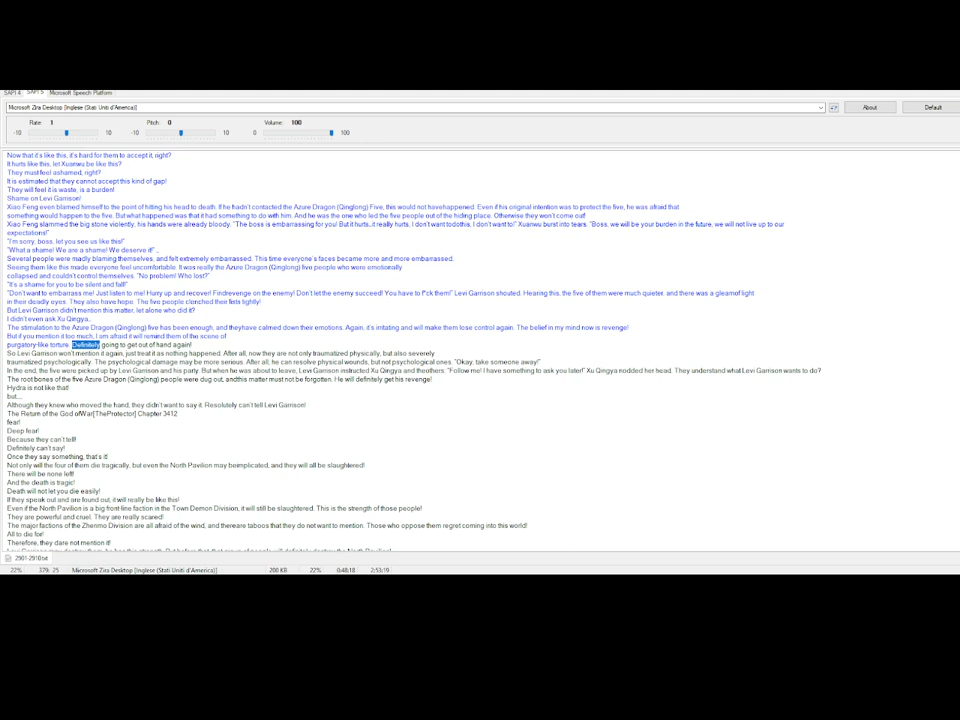 SAPI 4 SAPI 5 Microsoft Speech Platform
Microsoft Zira Desktop [Inglese (Stati Uniti d'America)]
About
Default
Rate: 1 Pitch: 0 Volume: 100
-10 10 -10 10 0 100
Now that it's like this, it's hard for them to accept it, right?
It hurts like this, let Xuanwu be like this?
They must feel ashamed, right?
It is estimated that they cannot accept this kind of gap!
They will feel it is waste, is a burden!
Shame on Levi Garrison!
Xiao Feng even blamed himself to the point of hitting his head to death. If he hadn't contacted the Azure Dragon (Qinglong) Five, this would not havehappened. Even if his original intention was to protect the five, he was afraid that
something would happen to the five. But what happened was that it had something to do with him. And he was the one who led the five people out of the hiding place. Otherwise they won't come out!
Xiao Feng slammed the big stone violently, his hands were already bloody. "The boss is embarrassing for you! But it hurts...it really hurts, I don't want todothis, I don't want to!" Xuanwu burst into tears. "Boss, we will be your burden in the future, we will not live up to our
expectations!"
"I'm sorry, boss, let you see us like this!"
"What a shame! We are a shame! We deserve it!"...
Several people were madly blaming themselves, and felt extremely embarrassed. This time everyone's faces became more and more embarrassed.
Seeing them like this made everyone feel uncomfortable. It was really the Azure Dragon (Qinglong) five people who were emotionally
collapsed and couldn't control themselves. "No problem! Who lost?"
"It's a shame for you to be silent and fall!"
"Don't want to embarrass me! Just listen to me! Hurry up and recover! Findrevenge on the enemy! Don't let the enemy succeed! You have to f*ck them!" Levi Garrison shouted. Hearing this, the five of them were much quieter, and there was a gleam of light
in their deadly eyes. They also have hope. The five people clenched their fists tightly!
But Levi Garrison didn't mention this matter, let alone who did it?
I didn't even ask Xu Qingya..
The stimulation to the Azure Dragon (Qinglong) five has been enough, and theyhave calmed down their emotions. Again, it's irritating and will make them lose control again. The belief in my mind now is revenge!
But if you mention it too much, I am afraid it will remind them of the scene of
purgatory-like torture. Definitely going to get out of hand again!
So Levi Garrison won't mention it again, just treat it as nothing happened. After all, now they are not only traumatized physically, but also severely
traumatized psychologically. The psychological damage may be more serious. After all, he can resolve physical wounds, but not psychological ones. "Okay, take someone away!"
In the end, the five were picked up by Levi Garrison and his party. But when he was about to leave, Levi Garrison instructed Xu Qingya and theothers. "Follow me! I have something to ask you later!" Xu Qingya nodded her head. They understand what Levi Garrison wants to do?
The root bones of the five Azure Dragon (Qinglong) people were dug out, andthis matter must not be forgotten. He will definitely get his revenge!
Hydra is not like that!
but....
Although they knew who moved the hand, they didn't want to say it. Resolutely can't tell Levi Garrison!
The Return of the God ofWar[TheProtector] Chapter 3412
fear!
Deep fear!
Because they can't tell!
Definitely can't say!
Once they say something, that's it!
Not only will the four of them die tragically, but even the North Pavilion may beimplicated, and they will all be slaughtered!
There will be none left!
And the death is tragic!
Death will not let you die easily!
If they speak out and are found out, it will really be like this!
Even if the North Pavilion is a big front-line faction in the Town Demon Division, it will still be slaughtered. This is the strength of those people!
They are powerful and cruel. They are really scared!
The major factions of the Zhenmo Division are all afraid of the wind, and thereare taboos that they do not want to mention. Those who oppose them regret coming into this world!
All to die for!
Therefore, they dare not mention it!
2901-2910.txt
22% 379: 25 Microsoft Zira Desktop [Inglese (Stati Uniti d'America)] 200 KB 22% 0:48:18 2:53:19